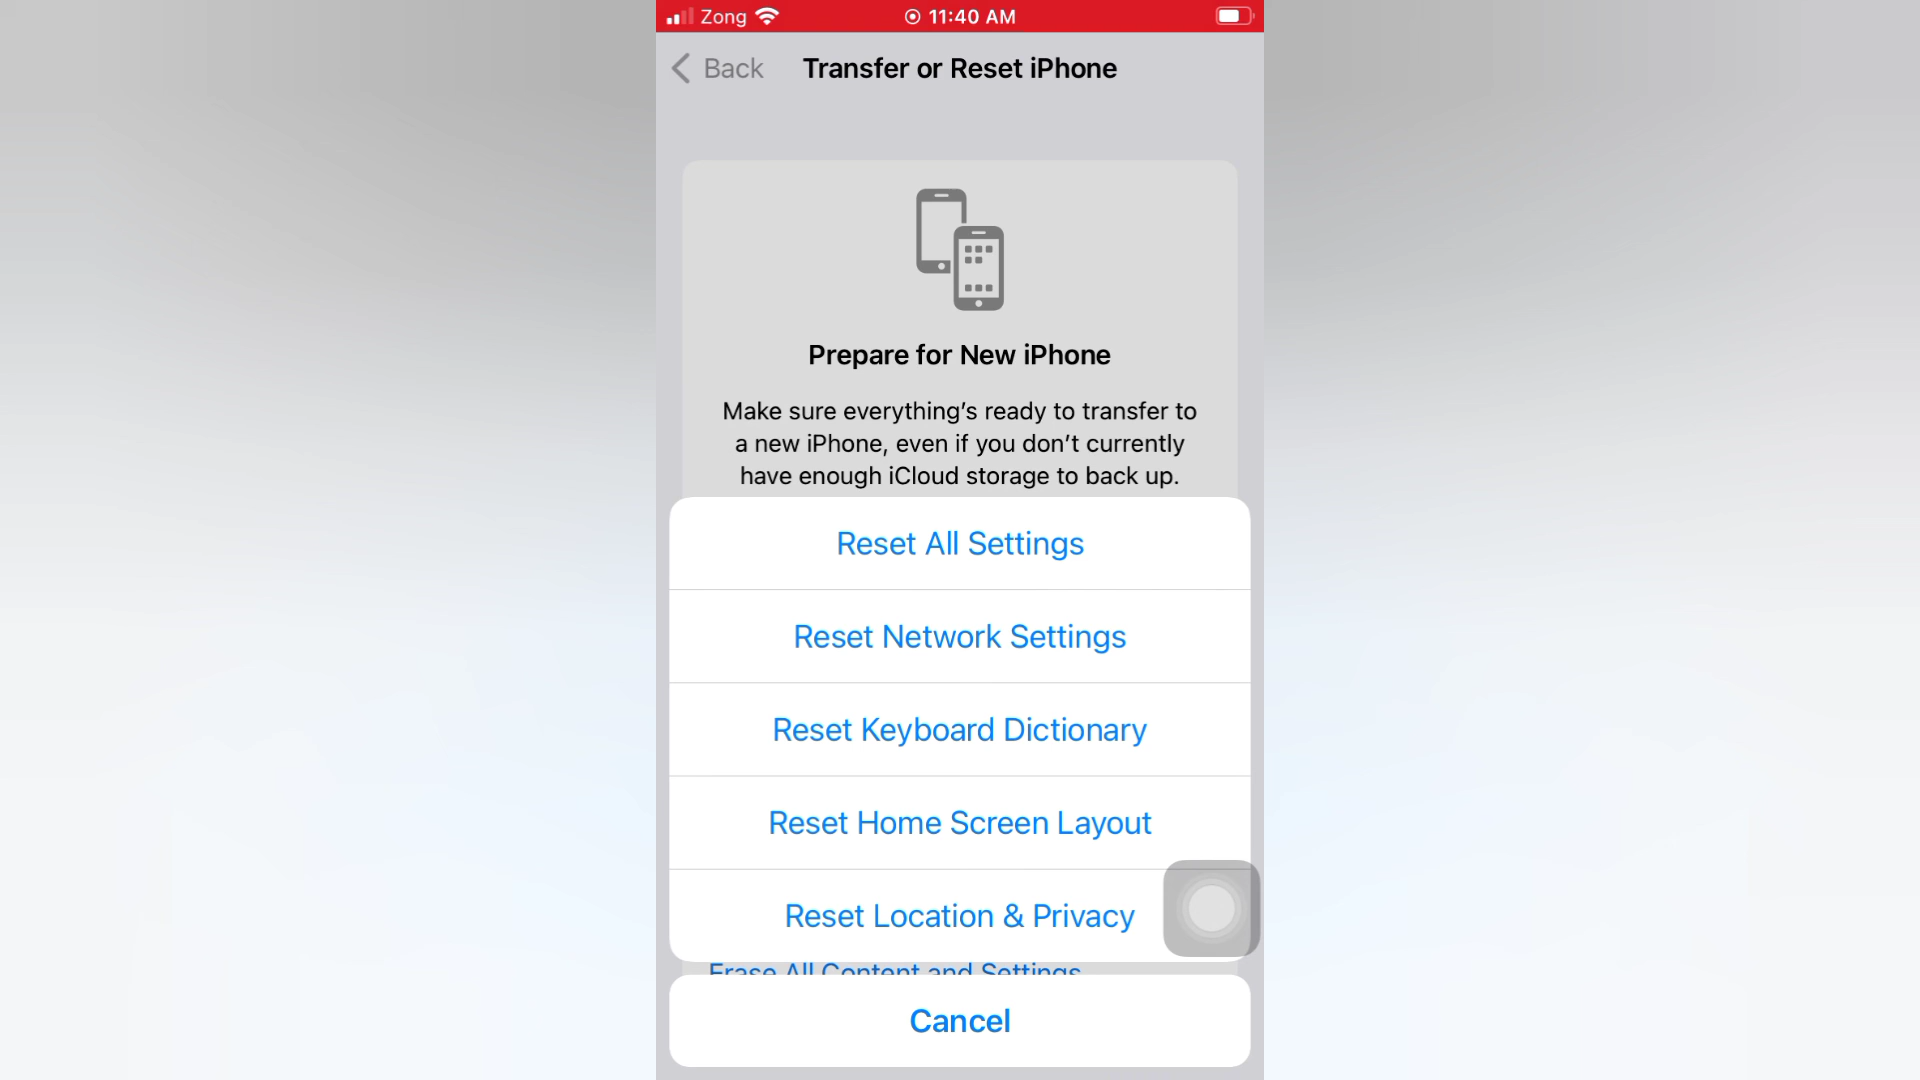 Zong 11:40 AM
Back Transfer or Reset iPhone
Prepare for New iPhone
Make sure everything's ready to transfer to
a new iPhone, even if you don't currently
have enough iCloud storage to back up.
Reset All Settings
Reset Network Settings
Reset Keyboard Dictionary
Reset Home Screen Layout
Reset Location & Privacy
Erase All Content and Settings
Cancel